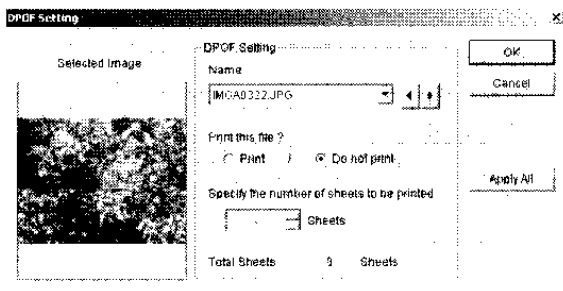 DPOF Setting
Selected Image
DPOF Setting
Name
IMGA0322.JPG
Print this file ?
Print
Do not print
Specify the number of sheets to be printed
Sheets
Total Sheets
Sheets
OK
Cancel
Apply All